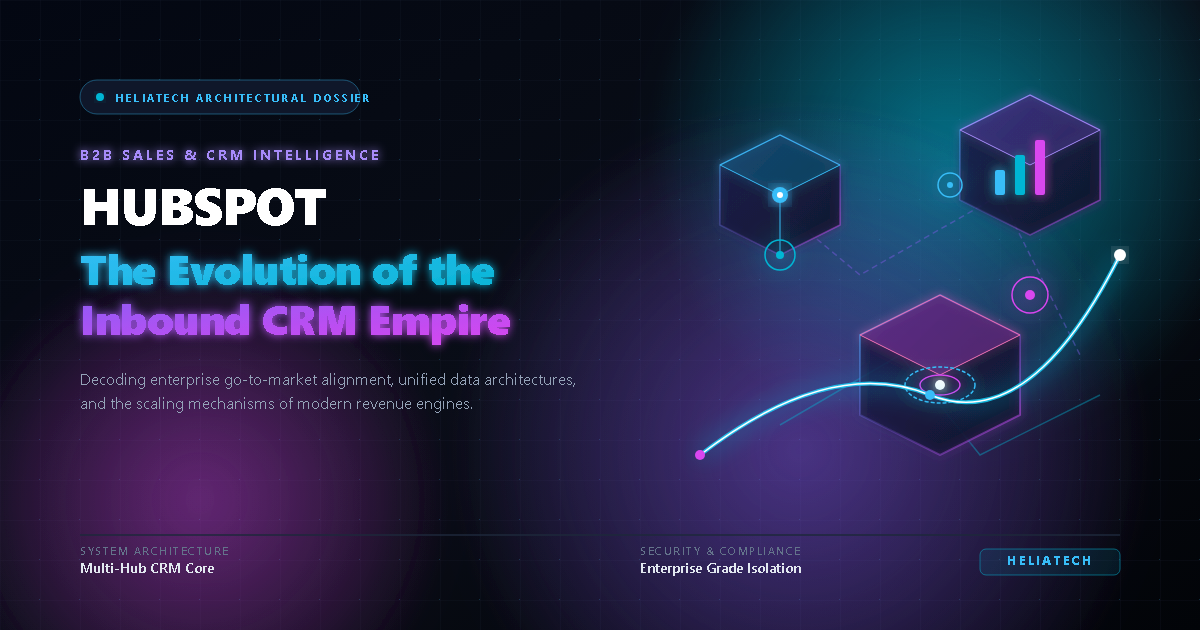 HELIATECH ARCHITECTURAL DOSSIER
B2B SALES & CRM INTELLIGENCE
HUBSPOT
The Evolution of the
Inbound CRM Empire
Decoding enterprise go-to-market alignment, unified data architectures,
and the scaling mechanisms of modern revenue engines.
SYSTEM ARCHITECTURE
Multi-Hub CRM Core
SECURITY & COMPLIANCE
Enterprise Grade Isolation
HELIATECH